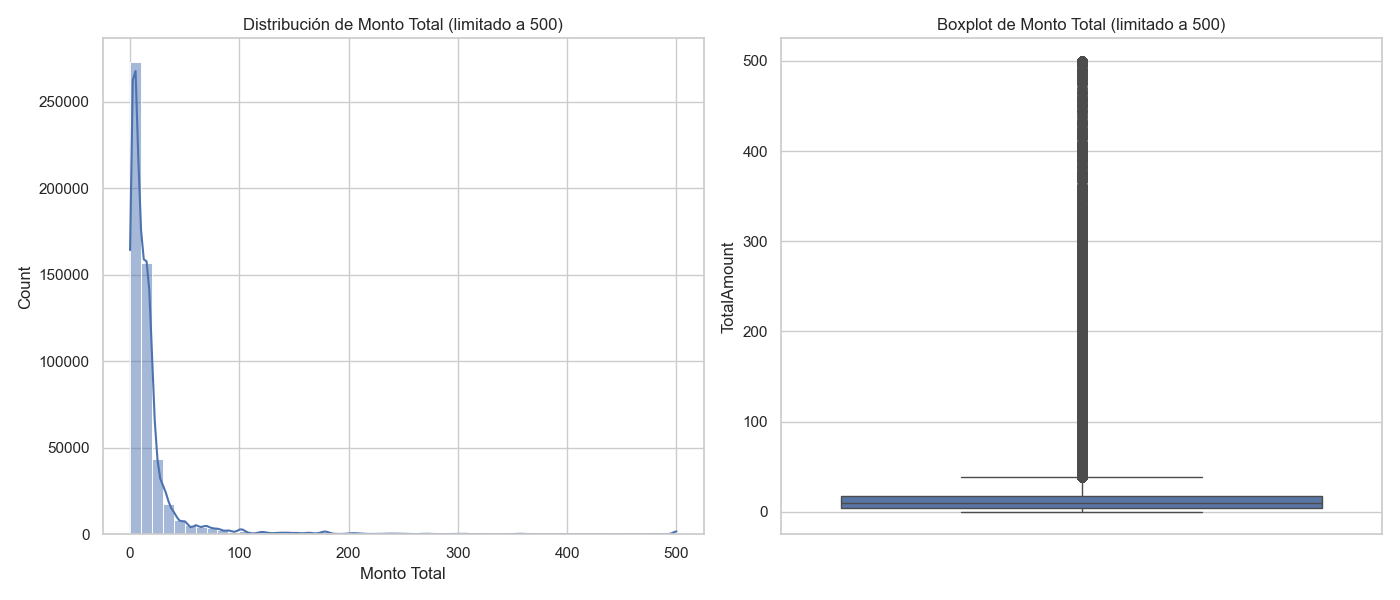 Distribución de Monto Total (limitado a 500)
250000
200000
150000
100000
50000
0
Count
0 100 200 300 400 500
Monto Total
Boxplot de Monto Total (limitado a 500)
500
400
300
200
100
0
TotalAmount